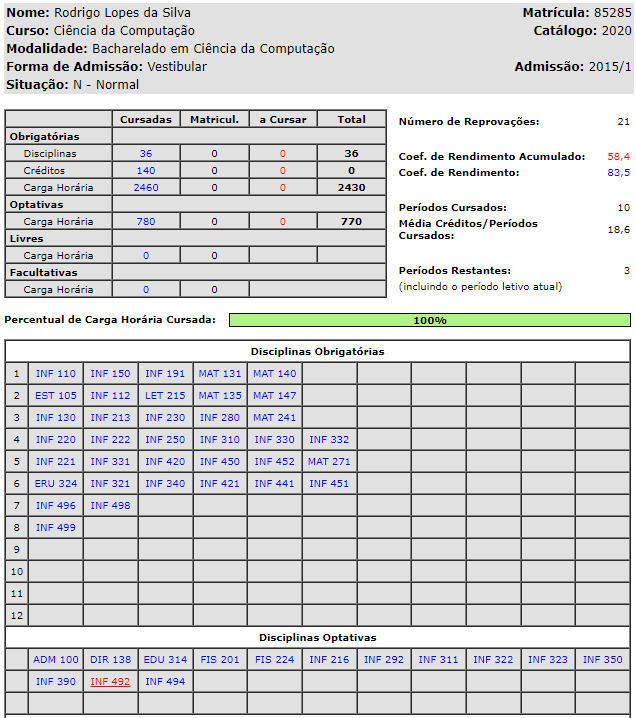 Nome: Rodrigo Lopes da Silva Matrícula: 85285
Curso: Ciência da Computação Catálogo: 2020
Modalidade: Bacharelado em Ciência da Computação
Forma de Admissão: Vestibular Admissão: 2015/1
Situação: N - Normal
Cursadas Matricul. a Cursar Total
Obrigatórias
Disciplinas 36 0 0 36
Créditos 140 0 0 0
Carga Horária 2460 0 0 2430
Optativas
Carga Horária 780 0 0 770
Livres
Carga Horária 0 0
Facultativas
Carga Horária 0 0
Número de Reprovações: 21
Coef. de Rendimento Acumulado: 58,4
Coef. de Rendimento: 83,5
Períodos Cursados: 10
Média Créditos/Períodos
Cursados: 18,6
Períodos Restantes: 3
(incluindo o período letivo atual)
Percentual de Carga Horária Cursada: 100%
Disciplinas Obrigatórias
1 INF 110 INF 150 INF 191 MAT 131 MAT 140
2 EST 105 INF 112 LET 215 MAT 135 MAT 147
3 INF 130 INF 213 INF 230 INF 280 MAT 241
4 INF 220 INF 222 INF 250 INF 310 INF 330 INF 332
5 INF 221 INF 331 INF 420 INF 450 INF 452 MAT 271
6 ERU 324 INF 321 INF 340 INF 421 INF 441 INF 451
7 INF 496 INF 498
8 INF 499
9
10
11
12
Disciplinas Optativas
ADM 100 DIR 138 EDU 314 FIS 201 FIS 224 INF 216 INF 292 INF 311 INF 322 INF 323 INF 350
INF 390 INF 492 INF 494